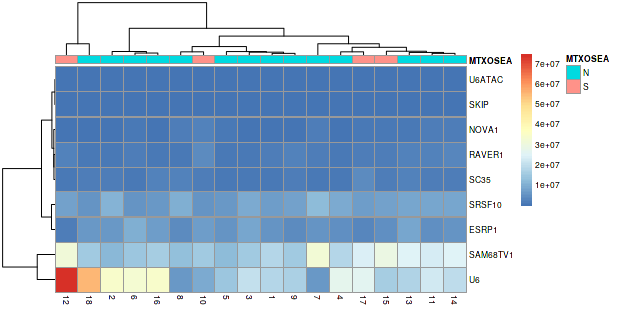 MTXOSEA
U6ATAC
SKIP
NOVA1
RAVER1
SC35
SRSF10
ESRP1
SAM68TV1
U6
12 18 2 6 16 8 10 5 3 1 9 7 4 17 15 13 11 14
7e+07
6e+07
5e+07
4e+07
3e+07
2e+07
1e+07
MTXOSEA
N
S